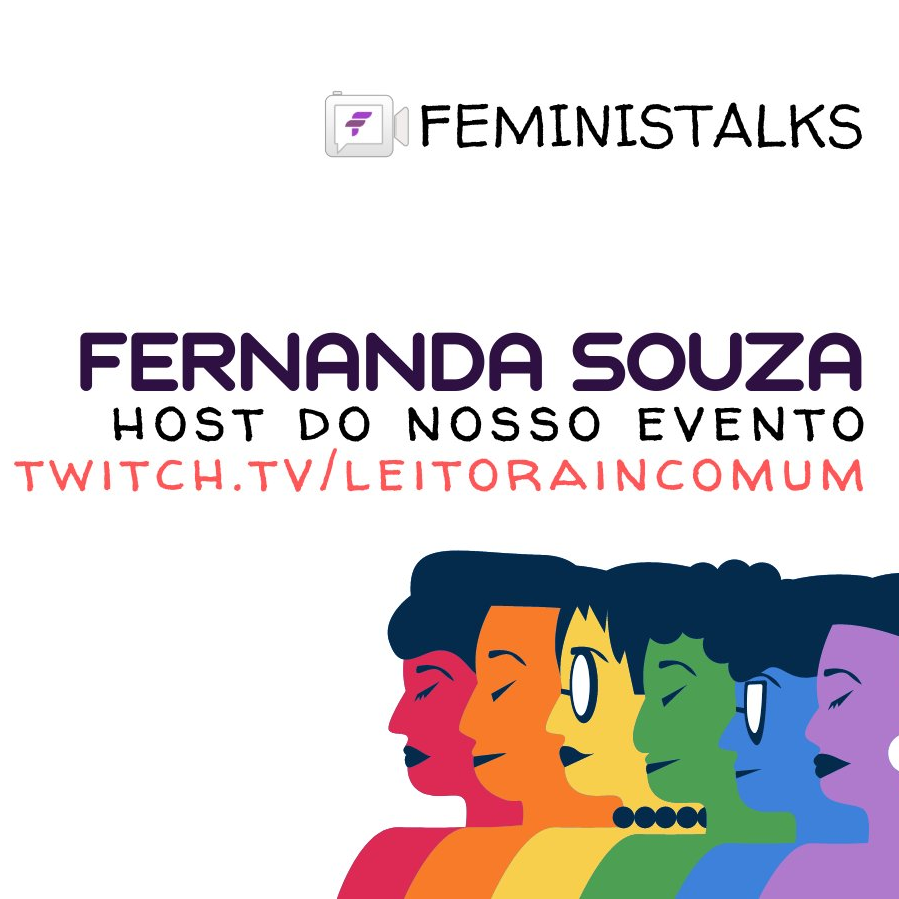 FEMINISTALKS
FERNANDA SOUZA
HOST DO NOSSO EVENTO
TWITCH.TV/LEITORAINCOMUM